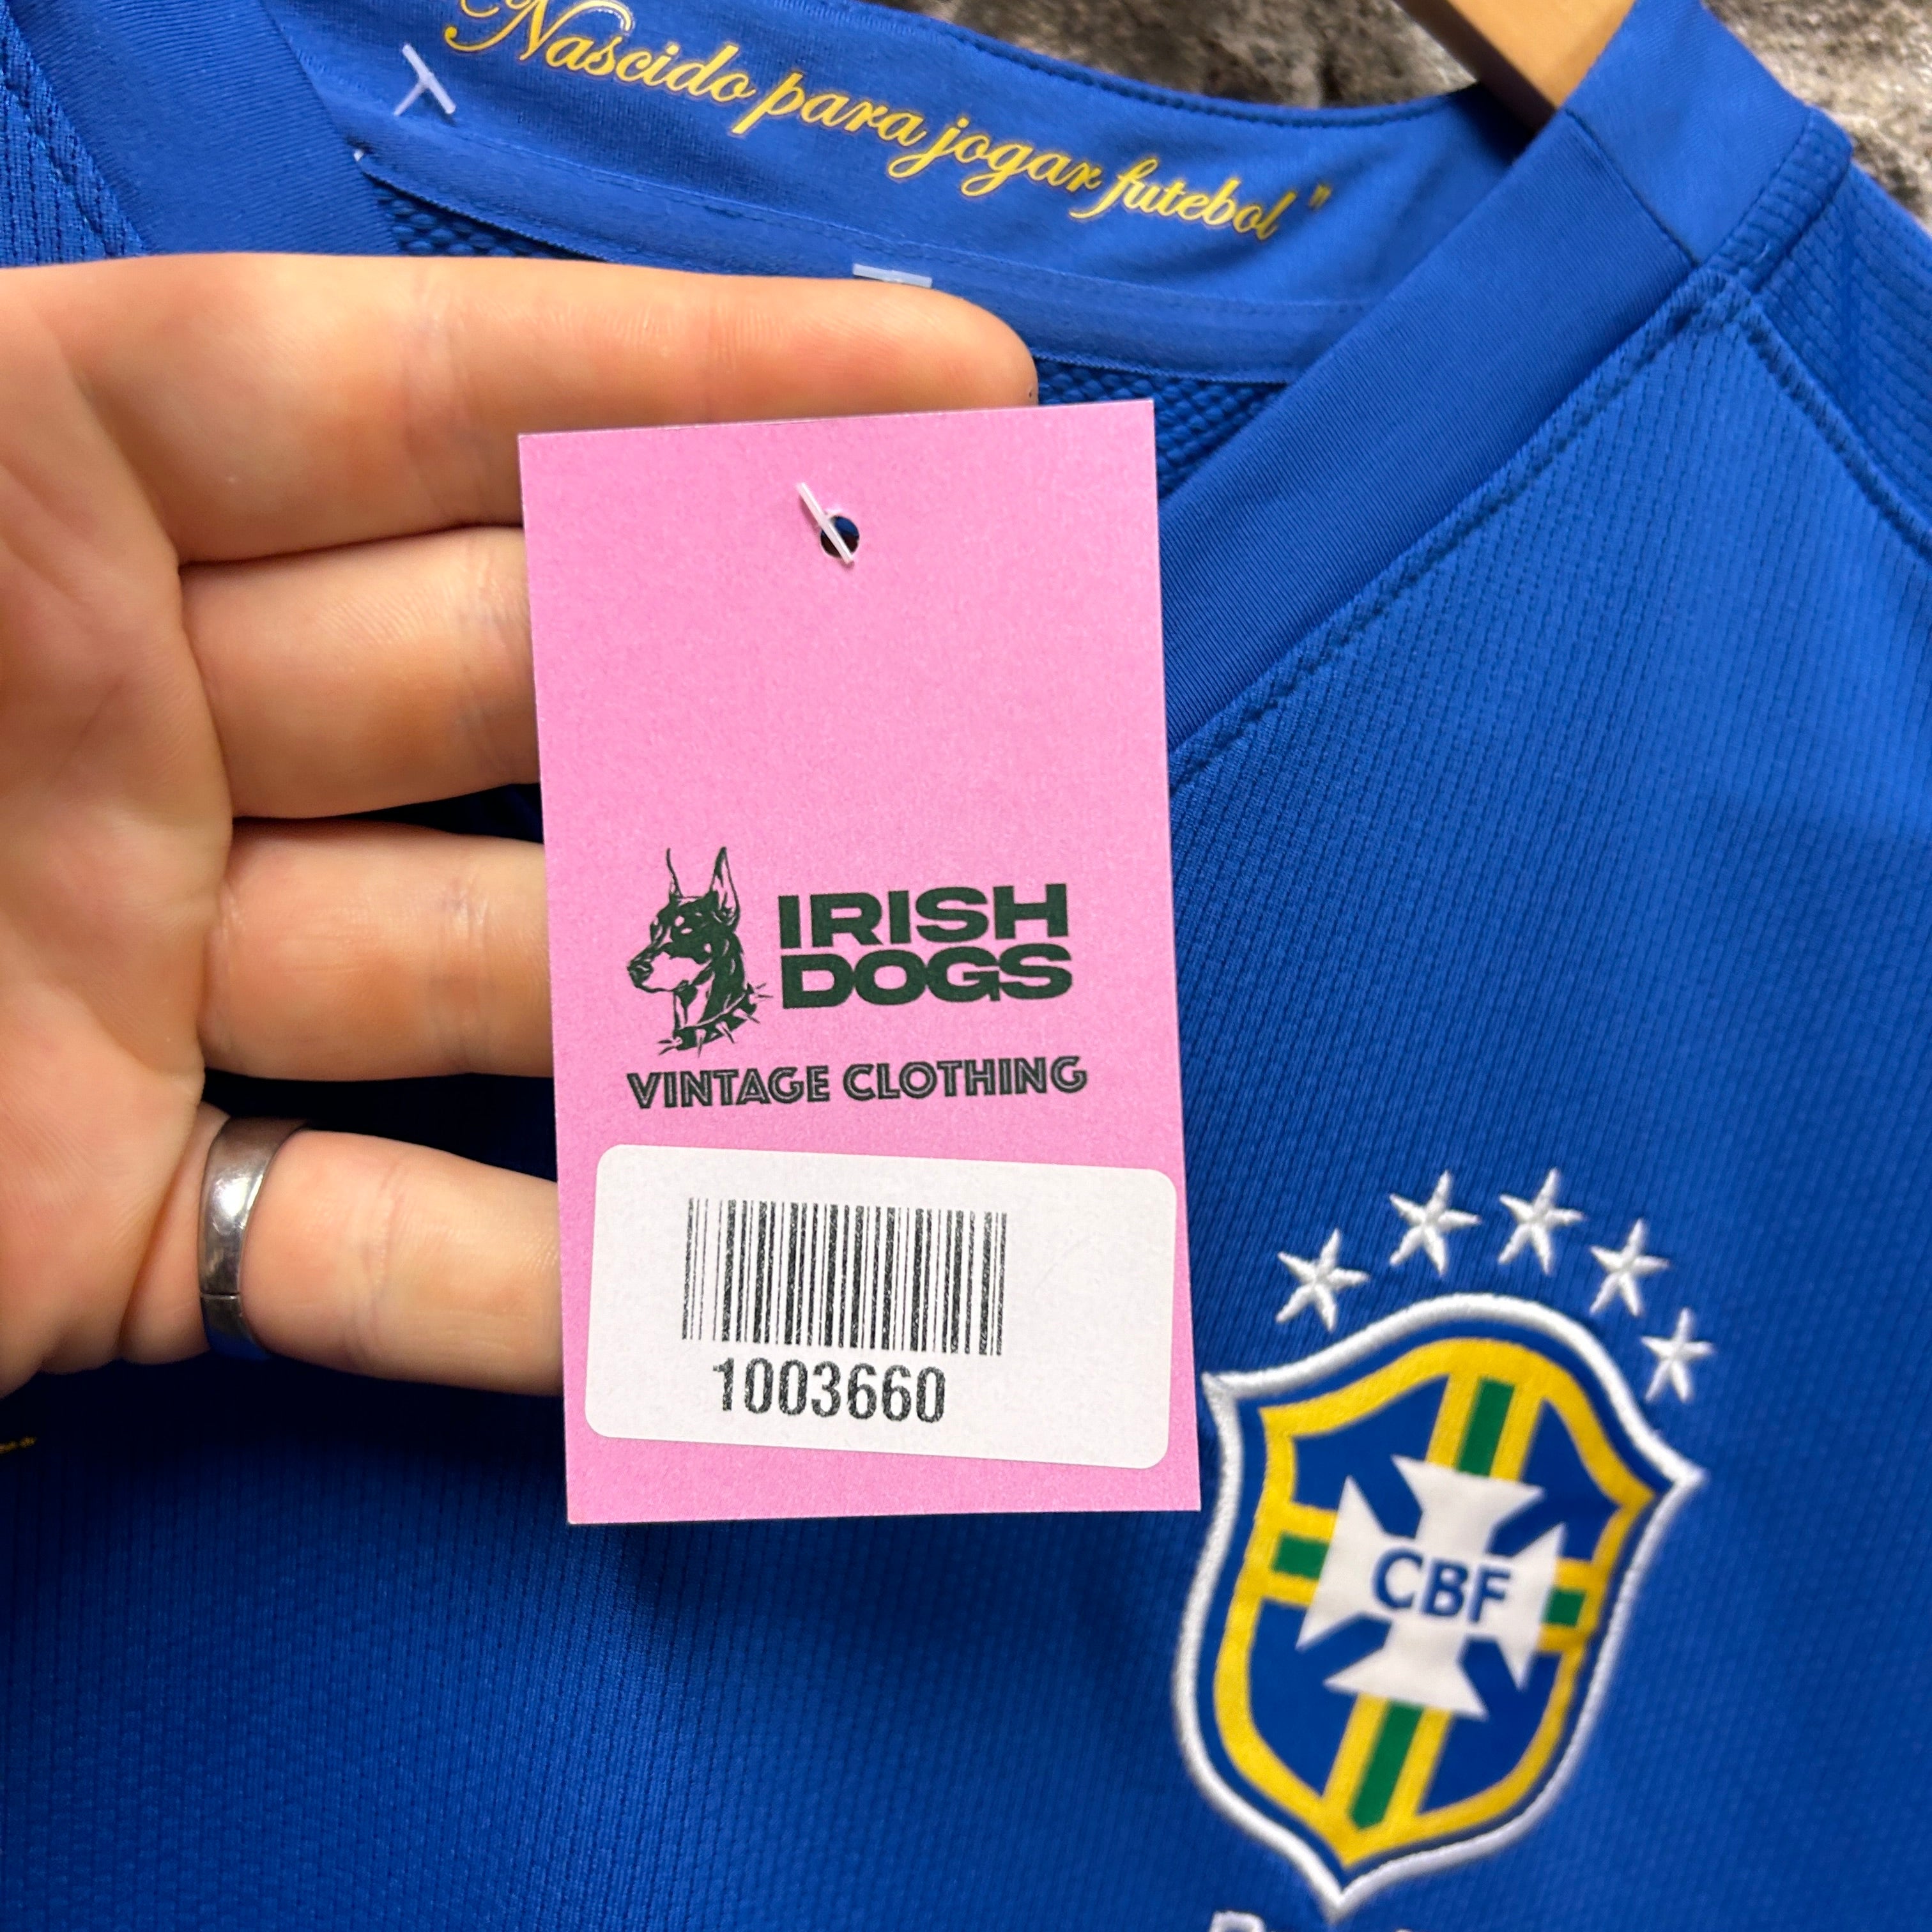 Nascido para jogar futebol"
IRISH
DOGS
VINTAGE CLOTHING
1003660
CBF